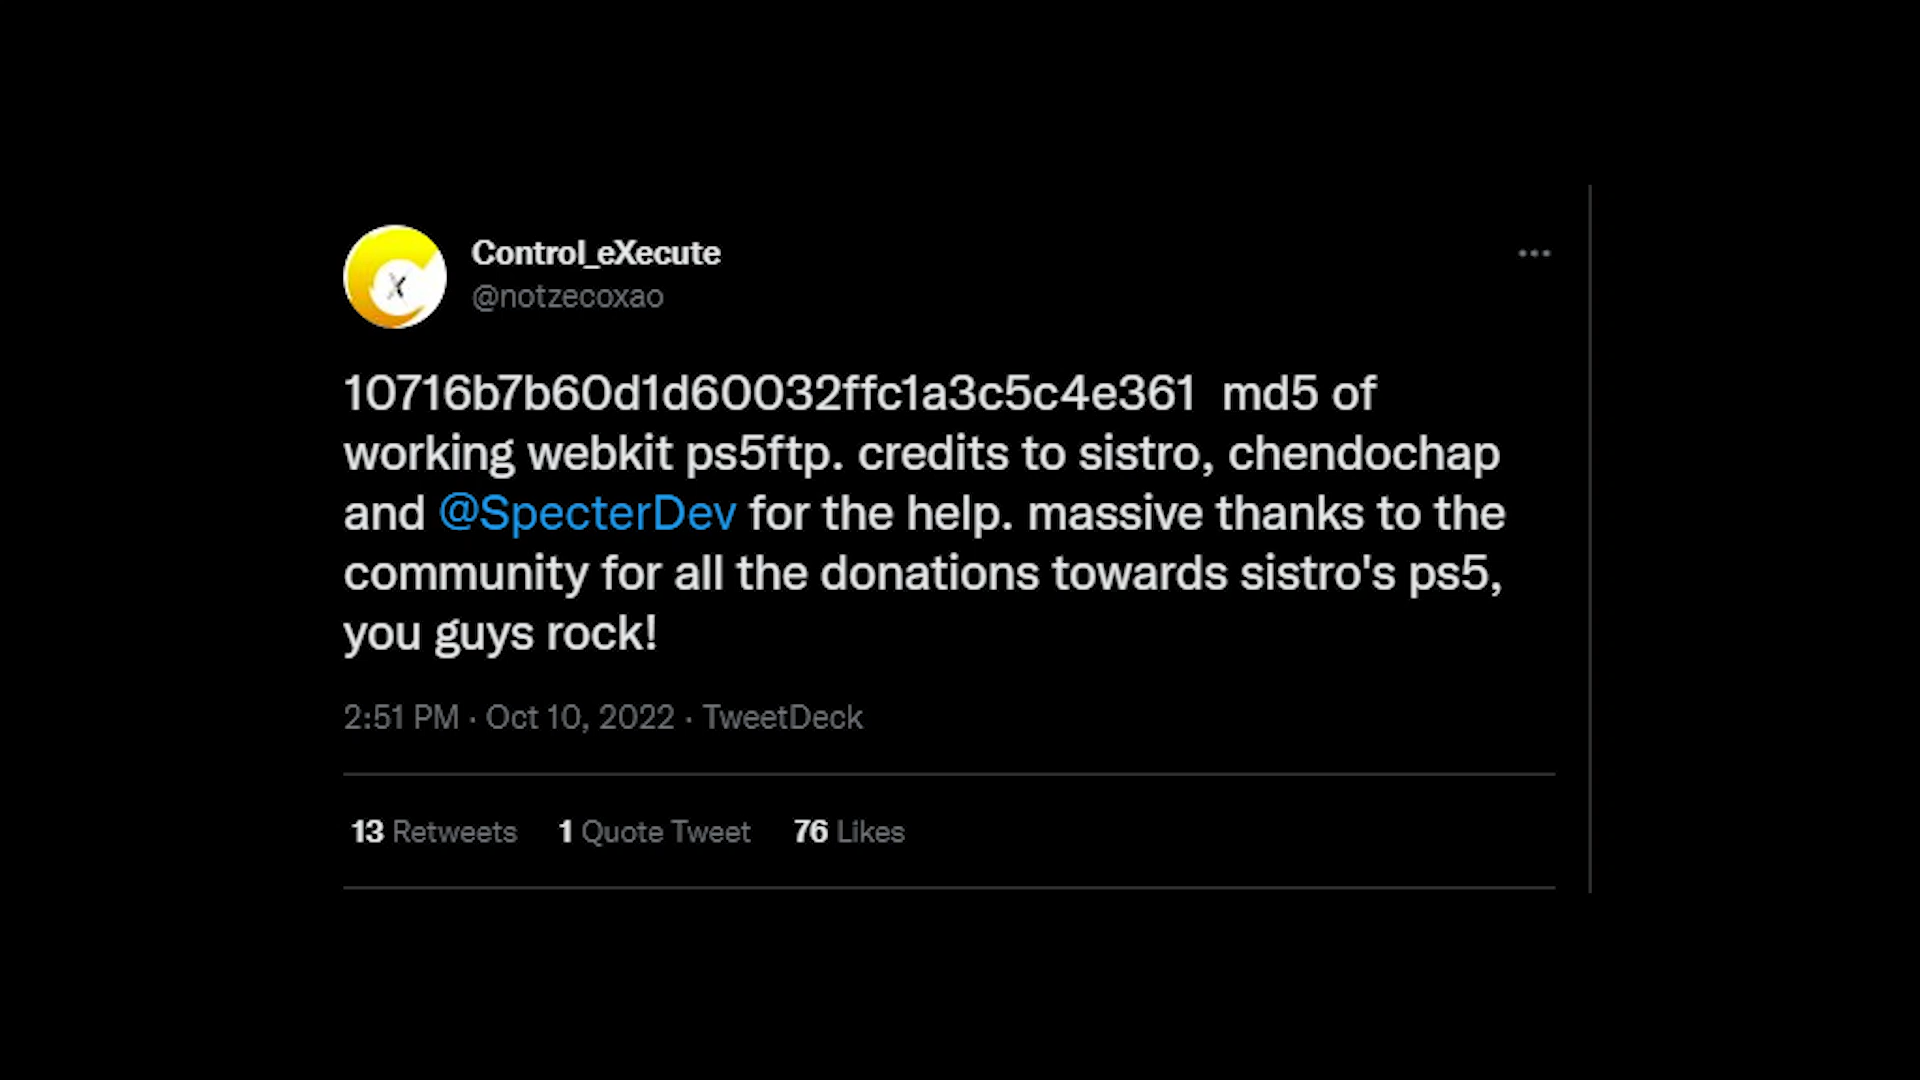 Control_eXecute
@notzecoxao
10716b7b60d1d60032ffc1a3c5c4e361  md5 of
working webkit ps5ftp. credits to sistro, chendochap
and @SpecterDev for the help. massive thanks to the
community for all the donations towards sistro's ps5,
you guys rock!
2:51 PM · Oct 10, 2022 · TweetDeck
13 Retweets 1 Quote Tweet 76 Likes